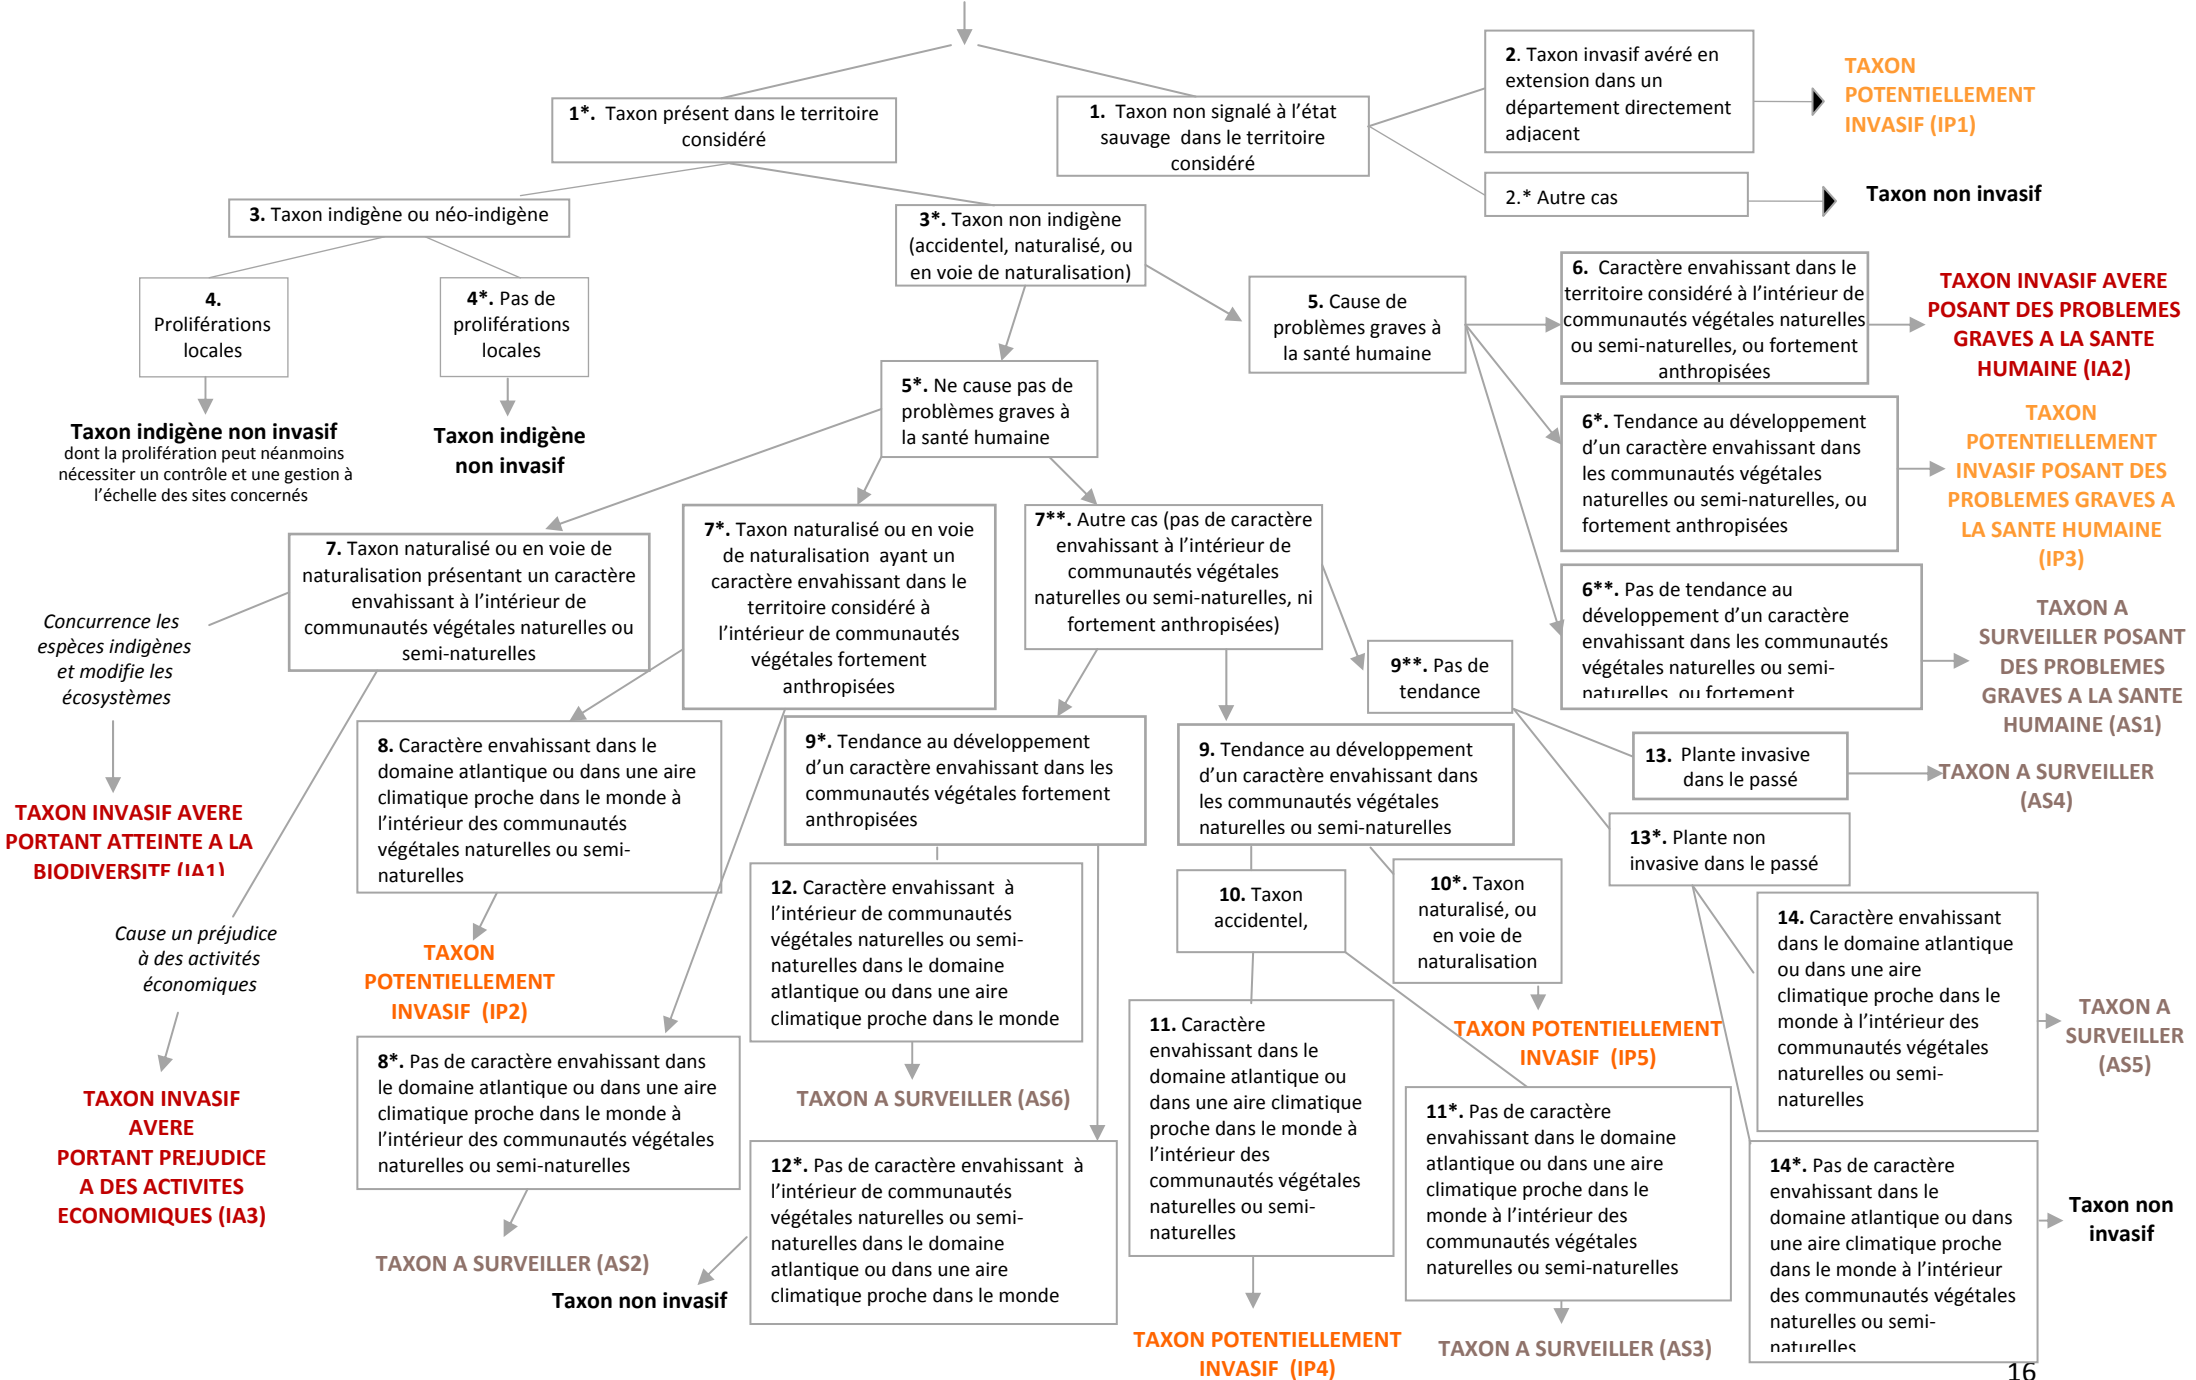 1*. Taxon présent dans le territoire
considéré
1. Taxon non signalé à l’état
sauvage dans le territoire
considéré
2. Taxon invasif avéré en
extension dans un
département directement
adjacent
TAXON
POTENTIELLEMENT
INVASIF (IP1)
2.* Autre cas
Taxon non invasif
3. Taxon indigène ou néo-indigène
3*. Taxon non indigène
(accidentel, naturalisé, ou
en voie de naturalisation)
4.
Proliférations
locales
4*. Pas de
proliférations
locales
Taxon indigène non invasif
dont la prolifération peut néanmoins
nécessiter un contrôle et une gestion à
l’échelle des sites concernés
Taxon indigène
non invasif
5. Cause de
problèmes graves à
la santé humaine
5*. Ne cause pas de
problèmes graves à
la santé humaine
6. Caractère envahissant dans le
territoire considéré à l’intérieur de
communautés végétales naturelles
ou semi-naturelles, ou fortement
anthropisées
TAXON INVASIF AVERE
POSANT DES PROBLEMES
GRAVES A LA SANTE
HUMAINE (IA2)
6*. Tendance au développement
d’un caractère envahissant dans
les communautés végétales
naturelles ou semi-naturelles, ou
fortement anthropisées
TAXON
POTENTIELLEMENT
INVASIF POSANT DES
PROBLEMES GRAVES A
LA SANTE HUMAINE
(IP3)
6**. Pas de tendance au
développement d’un caractère
envahissant dans les communautés
végétales naturelles ou semi-
naturelles, ou fortement
TAXON A
SURVEILLER POSANT
DES PROBLEMES
GRAVES A LA SANTE
HUMAINE (AS1)
7. Taxon naturalisé ou en voie de
naturalisation présentant un caractère
envahissant à l’intérieur de
communautés végétales naturelles ou
semi-naturelles
7*. Taxon naturalisé ou en voie
de naturalisation ayant un
caractère envahissant dans le
territoire considéré à
l’intérieur de communautés
végétales fortement
anthropisées
7**. Autre cas (pas de caractère
envahissant à l’intérieur de
communautés végétales
naturelles ou semi-naturelles, ni
fortement anthropisées)
Concurrence les
espèces indigènes
et modifie les
écosystèmes
TAXON INVASIF AVERE
PORTANT ATTEINTE A LA
BIODIVERSITE (IA1)
Cause un préjudice
à des activités
économiques
TAXON INVASIF
AVERE
PORTANT PREJUDICE
A DES ACTIVITES
ECONOMIQUES (IA3)
8. Caractère envahissant dans le
domaine atlantique ou dans une aire
climatique proche dans le monde à
l’intérieur des communautés
végétales naturelles ou semi-
naturelles
TAXON
POTENTIELLEMENT
INVASIF (IP2)
8*. Pas de caractère envahissant dans
le domaine atlantique ou dans une aire
climatique proche dans le monde à
l’intérieur des communautés végétales
naturelles ou semi-naturelles
TAXON A SURVEILLER (AS2)
9*. Tendance au développement
d’un caractère envahissant dans les
communautés végétales fortement
anthropisées
9. Tendance au développement
d’un caractère envahissant dans
les communautés végétales
naturelles ou semi-naturelles
9**. Pas de
tendance
12. Caractère envahissant à
l’intérieur de communautés
végétales naturelles ou semi-
naturelles dans le domaine
atlantique ou dans une aire
climatique proche dans le monde
TAXON A SURVEILLER (AS6)
12*. Pas de caractère envahissant à
l’intérieur de communautés
végétales naturelles ou semi-
naturelles dans le domaine
atlantique ou dans une aire
climatique proche dans le monde
Taxon non invasif
10. Taxon
accidentel,
10*. Taxon
naturalisé, ou
en voie de
naturalisation
TAXON POTENTIELLEMENT
INVASIF (IP5)
11. Caractère
envahissant dans le
domaine atlantique ou
dans une aire climatique
proche dans le monde à
l’intérieur des
communautés végétales
naturelles ou semi-
naturelles
TAXON POTENTIELLEMENT
INVASIF (IP4)
11*. Pas de caractère
envahissant dans le domaine
atlantique ou dans une aire
climatique proche dans le
monde à l’intérieur des
communautés végétales
naturelles ou semi-naturelles
TAXON A SURVEILLER (AS3)
13. Plante invasive
dans le passé
TAXON A SURVEILLER
(AS4)
13*. Plante non
invasive dans le passé
14. Caractère envahissant
dans le domaine atlantique
ou dans une aire
climatique proche dans le
monde à l’intérieur des
communautés végétales
naturelles ou semi-
naturelles
TAXON A
SURVEILLER
(AS5)
14*. Pas de caractère
envahissant dans le
domaine atlantique ou dans
une aire climatique proche
dans le monde à l’intérieur
des communautés végétales
naturelles ou semi-
naturelles
Taxon non
invasif
16